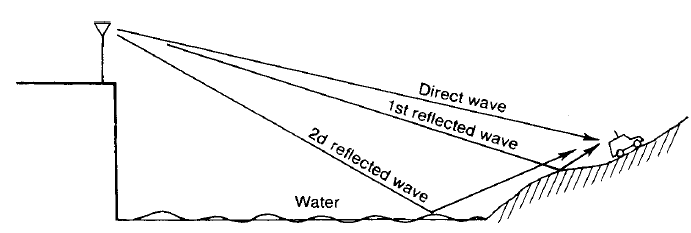 Direct wave
1st reflected wave
2d reflected wave
Water